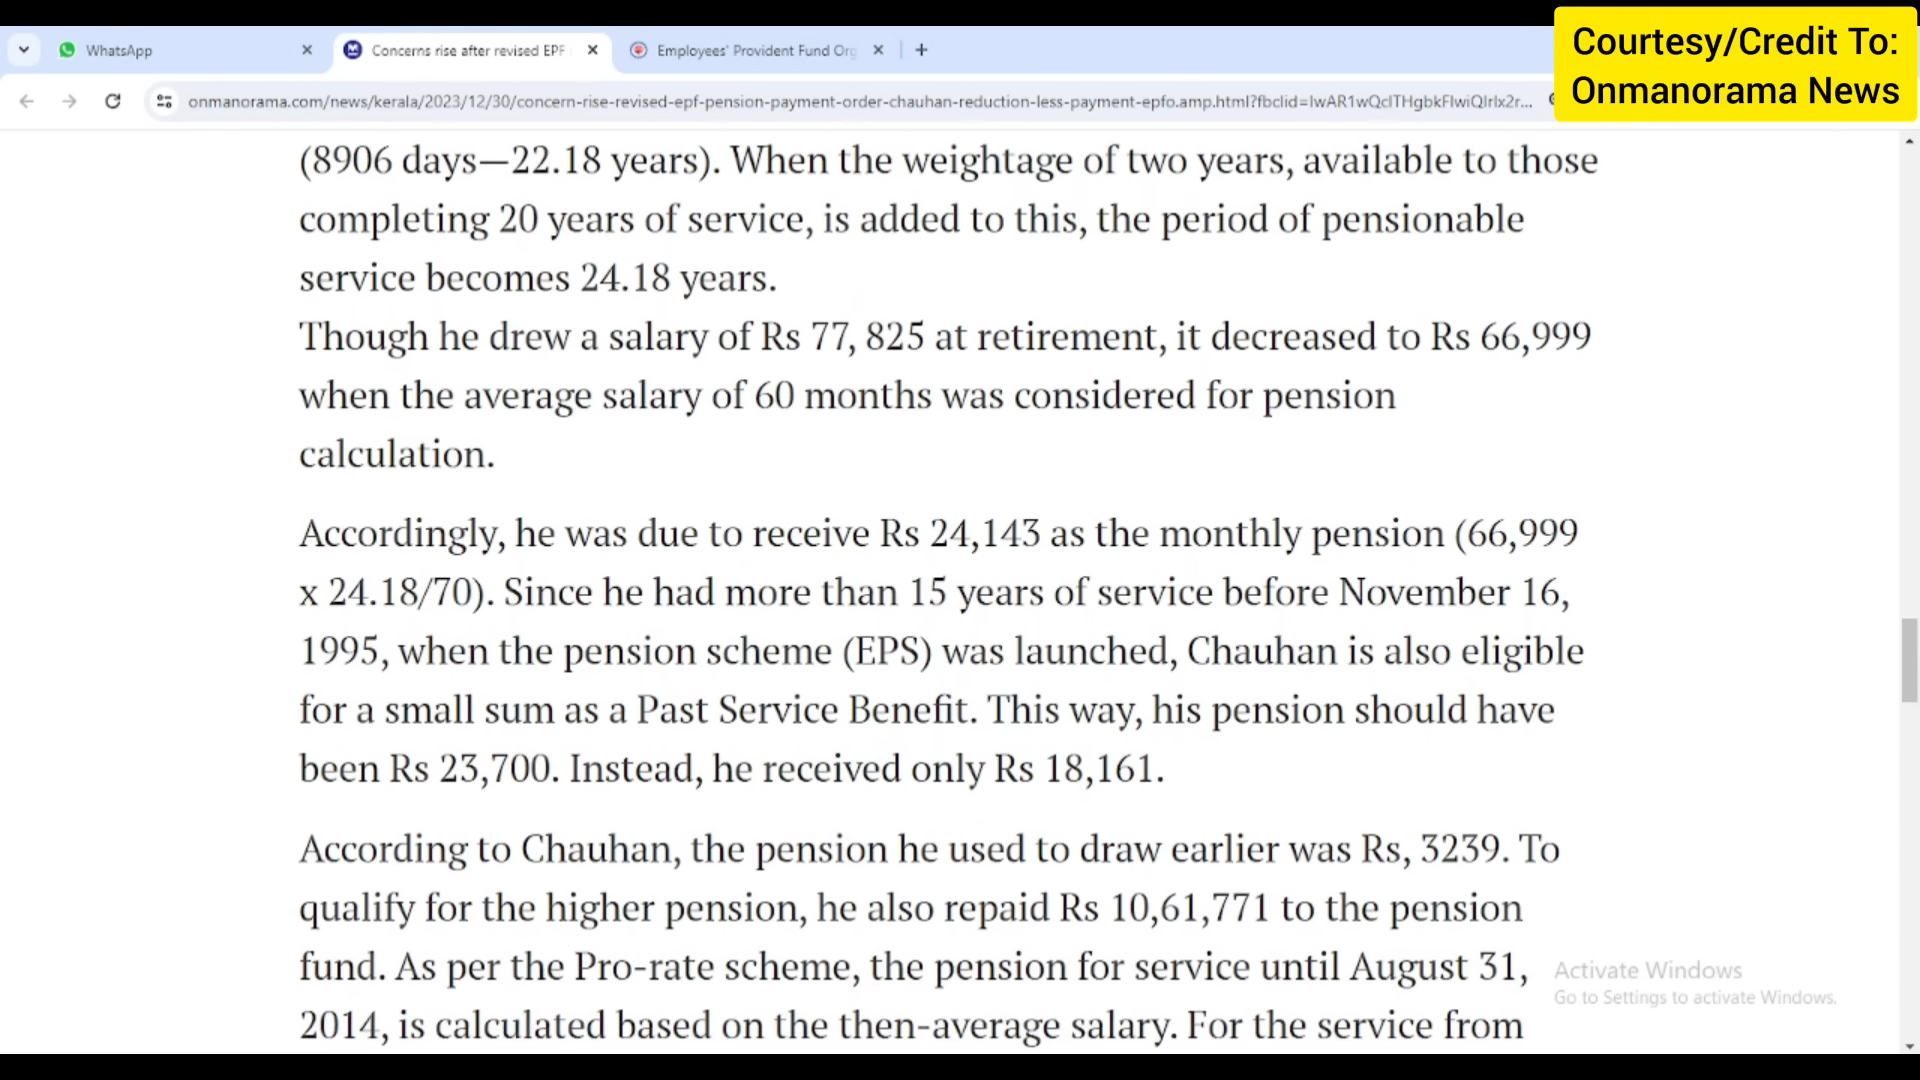 Courtesy/Credit To:
Onmanorama News
WhatsApp
Concerns rise after revised EPF
Employees' Provident Fund Org
onmanorama.com/news/kerala/2023/12/30/concern-rise-revised-epf-pension-payment-order-chauhan-reduction-less-payment-epfo.amp.html?fbclid=
(8906 days—22.18 years). When the weightage of two years, available to those
completing 20 years of service, is added to this, the period of pensionable
service becomes 24.18 years.
Though he drew a salary of Rs 77, 825 at retirement, it decreased to Rs 66,999
when the average salary of 60 months was considered for pension
calculation.
Accordingly, he was due to receive Rs 24,143 as the monthly pension (66,999
x 24.18/70). Since he had more than 15 years of service before November 16,
1995, when the pension scheme (EPS) was launched, Chauhan is also eligible
for a small sum as a Past Service Benefit. This way, his pension should have
been Rs 23,700. Instead, he received only Rs 18,161.
According to Chauhan, the pension he used to draw earlier was Rs, 3239. To
qualify for the higher pension, he also repaid Rs 10,61,771 to the pension
fund. As per the Pro-rate scheme, the pension for service until August 31,
2014, is calculated based on the then-average salary. For the service from
Activate Windows
Go to Settings to activate Windows.